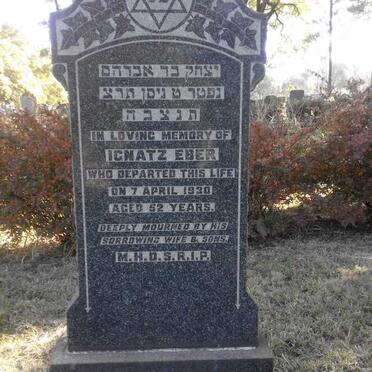 יצחק בר אברהם
נפטר ט ניסן תרצ
ת נ צ ב ה
IN LOVING MEMORY OF
IGNATZ EBER
WHO DEPARTED THIS LIFE
ON 7 APRIL 1930
AGED 52 YEARS.
DEEPLY MOURNED BY HIS
SORROWING WIFE & SONS.
M.H.D.S.R.I.P.